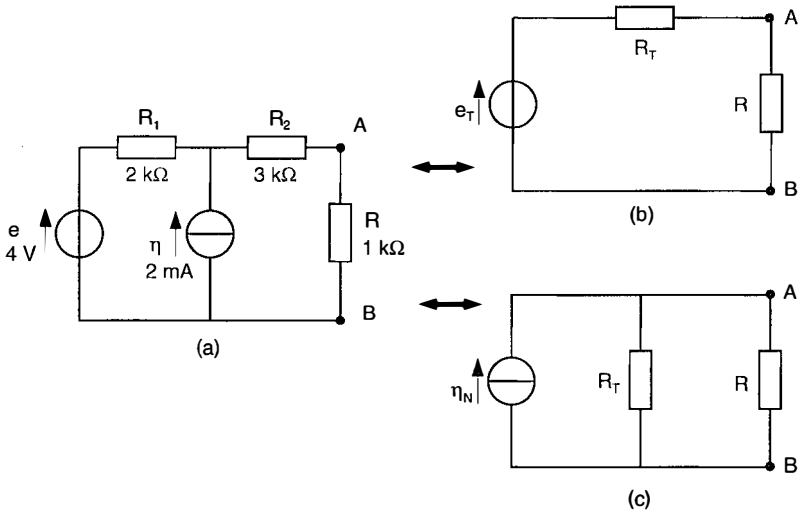 R₁
2 kΩ
R₂
3 kΩ
A
e
4 V
η
2 mA
R
1 kΩ
B
(a)
A
R_T
e_T
R
B
(b)
A
η_N
R_T
R
B
(c)